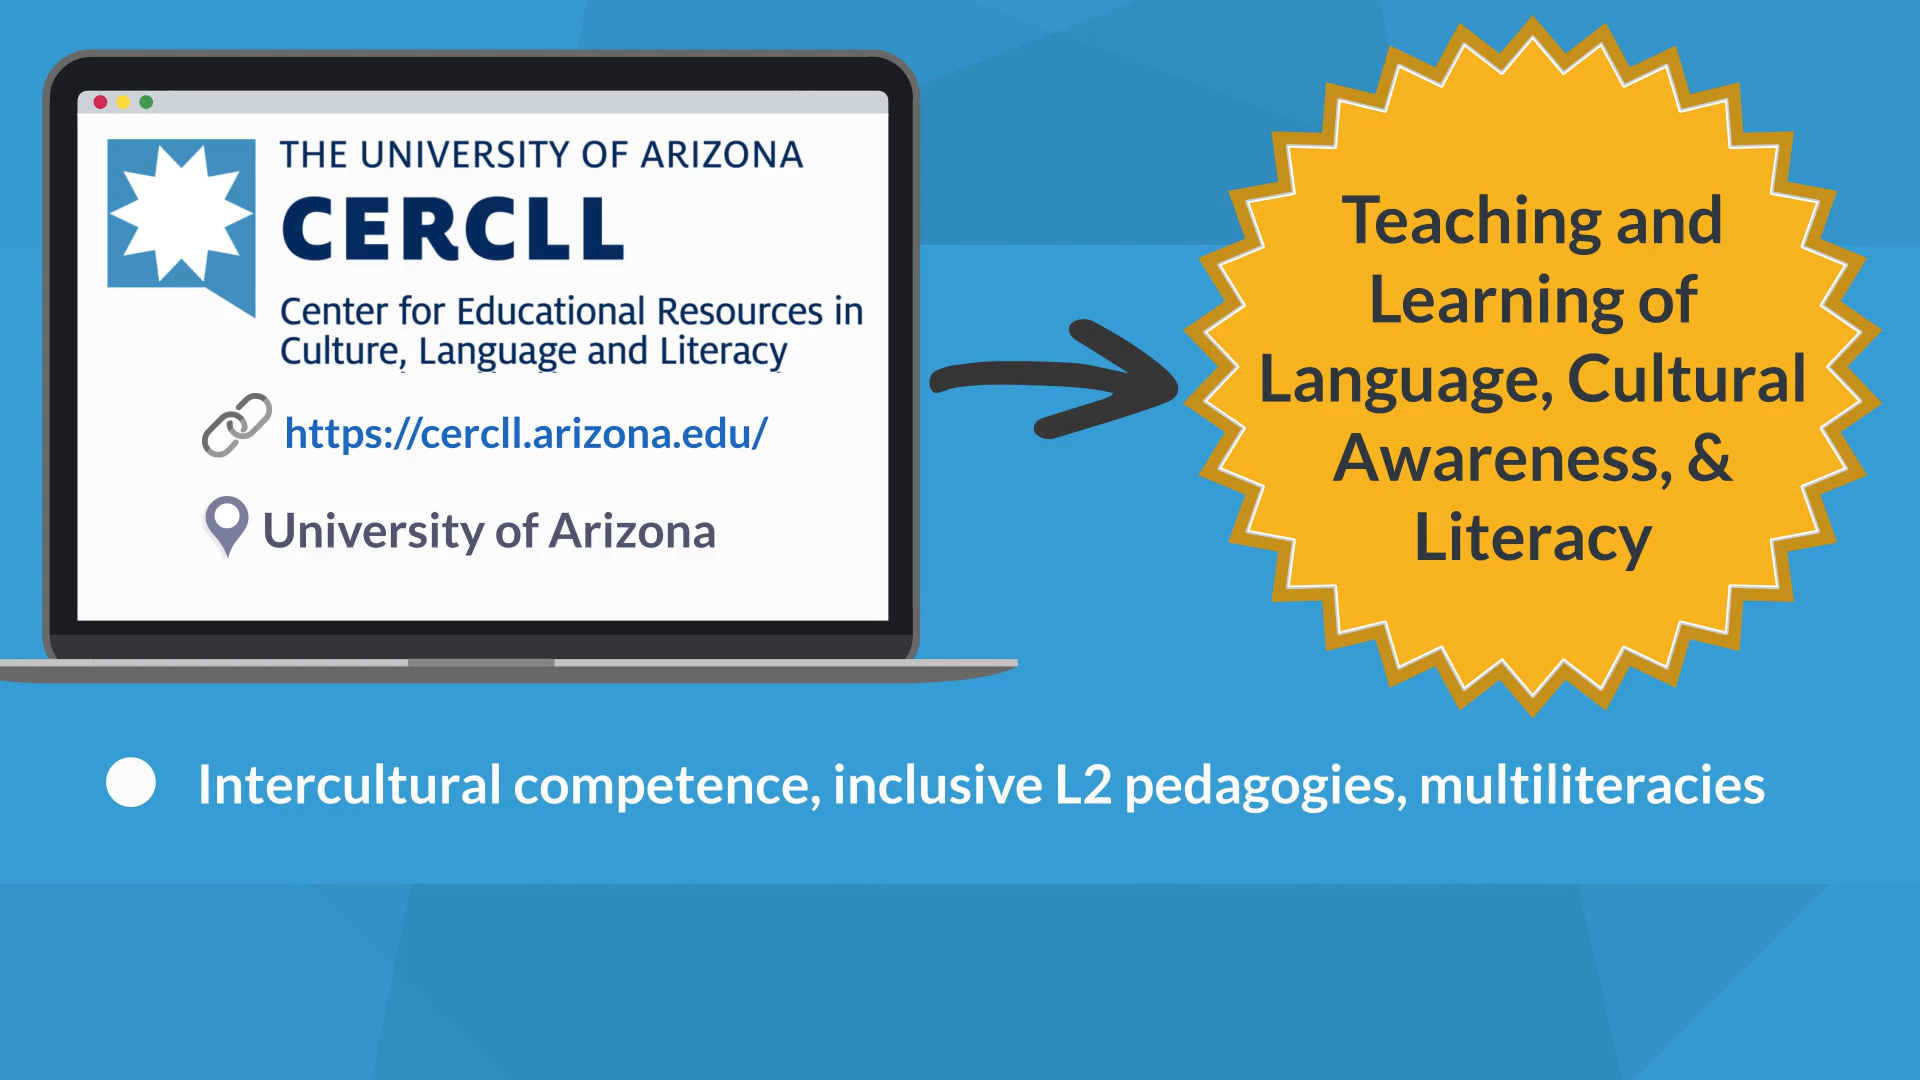 THE UNIVERSITY OF ARIZONA
CERCLL
Center for Educational Resources in
Culture, Language and Literacy
https://cercll.arizona.edu/
University of Arizona
Teaching and
Learning of
Language, Cultural
Awareness, &
Literacy
Intercultural competence, inclusive L2 pedagogies, multiliteracies